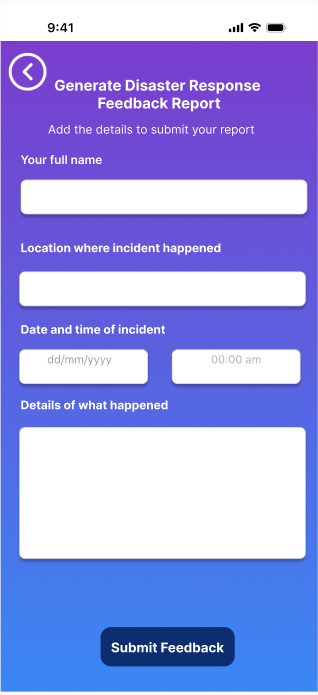 9:41
Generate Disaster Response
Feedback Report
Add the details to submit your report
Your full name
Location where incident happened
Date and time of incident
dd/mm/yyyy 00:00 am
Details of what happened
Submit Feedback